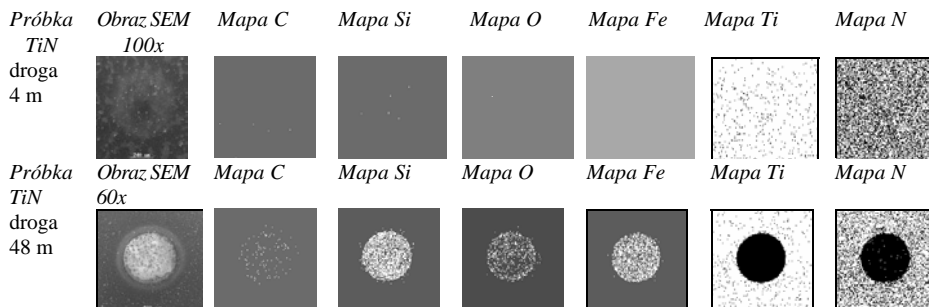 Próbka Obraz SEM Mapa C Mapa Si Mapa O Mapa Fe Mapa Ti Mapa N
TiN 100x
droga
4 m
Próbka Obraz SEM Mapa C Mapa Si Mapa O Mapa Fe Mapa Ti Mapa N
TiN 60x
droga
48 m